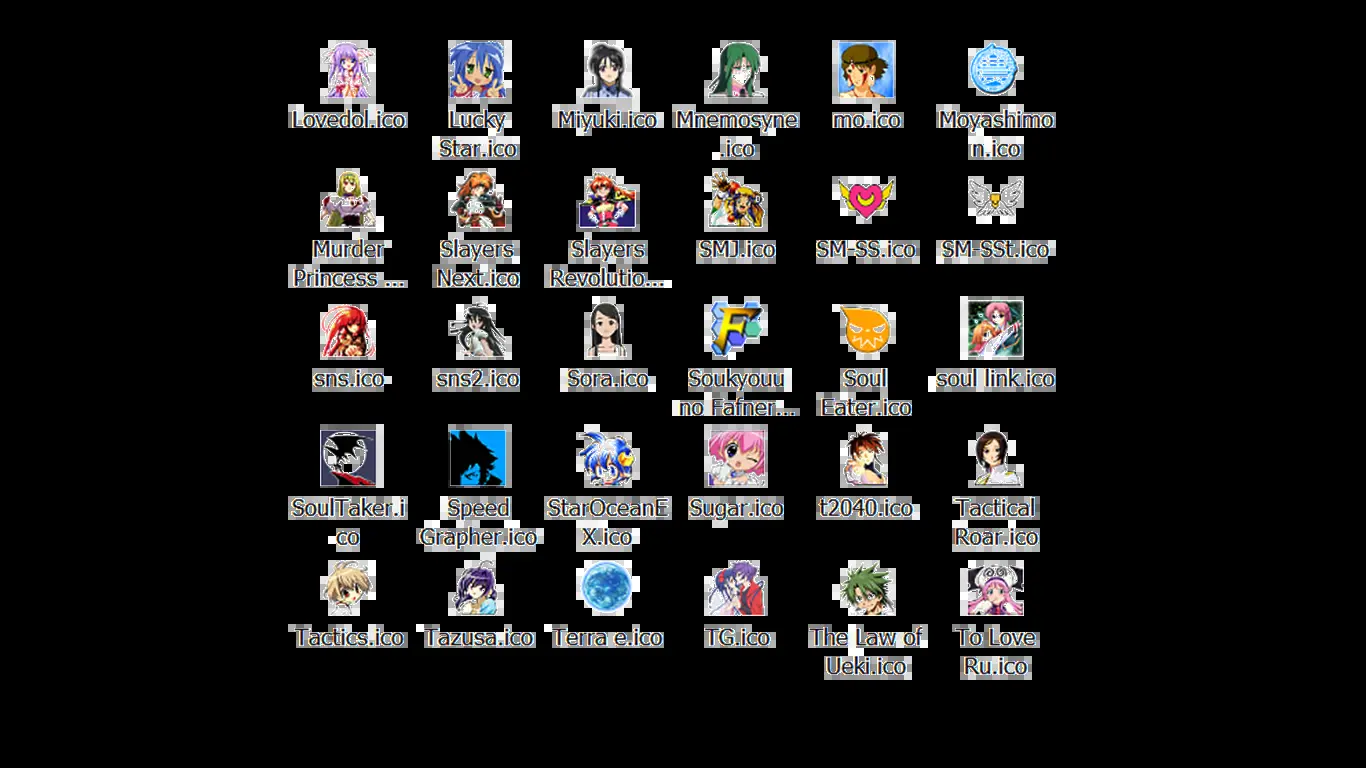 Lovedol.ico
Lucky
Star.ico
Miyuki.ico
Mnemosyne
.ico
mo.ico
Moyashimo
n.ico
Murder
Princess ...
Slayers
Next.ico
Slayers
Revolutio...
SMJ.ico
SM-SS.ico
SM-SSt.ico
sns.ico
sns2.ico
Sora.ico
Soukyouu
no Fafner...
Soul
Eater.ico
soul link.ico
SoulTaker.i
co
Speed
Grapher.ico
StarOceanE
X.ico
Sugar.ico
t2040.ico
Tactical
Roar.ico
Tactics.ico
Tazusa.ico
Terra e.ico
TG.ico
The Law of
Ueki.ico
To Love
Ru.ico